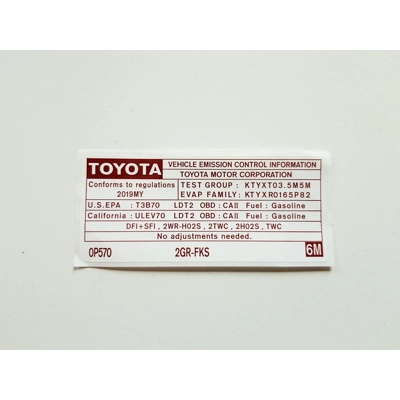 TOYOTA
VEHICLE EMISSION CONTROL INFORMATION
TOYOTA MOTOR CORPORATION
Conforms to regulations
2019MY
TEST GROUP : KTYXT03.5M5M
EVAP FAMILY: KTYXR0165P82
U.S.EPA : T3B70 LDT2 OBD : CAII Fuel : Gasoline
California : ULEV70 LDT2 OBD : CAII Fuel : Gasoline
DFI+SFI , 2WR-HO2S , 2TWC , 2HO2S , TWC
No adjustments needed.
0P570 2GR-FKS 6M